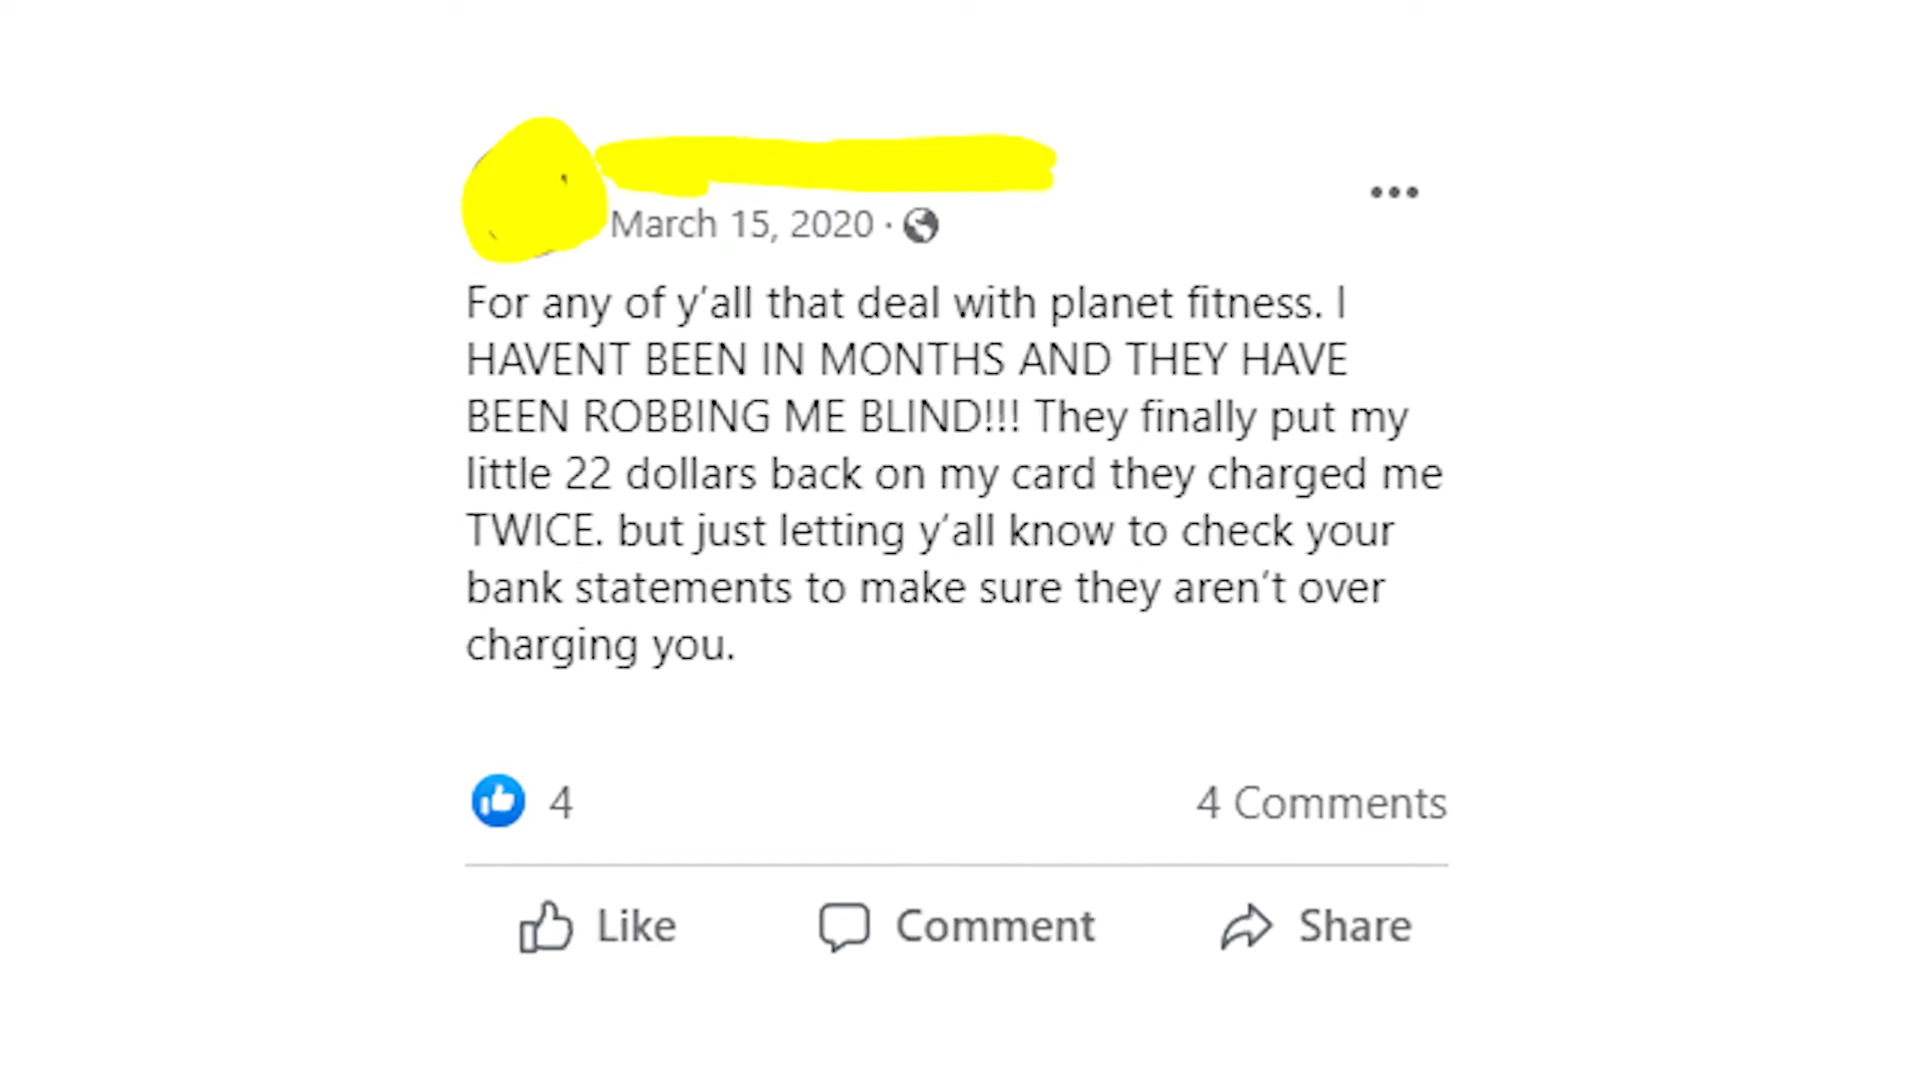 March 15, 2020 ·
For any of y’all that deal with planet fitness. I
HAVENT BEEN IN MONTHS AND THEY HAVE
BEEN ROBBING ME BLIND!!! They finally put my
little 22 dollars back on my card they charged me
TWICE. but just letting y’all know to check your
bank statements to make sure they aren’t over
charging you.
4 4 Comments
Like Comment Share